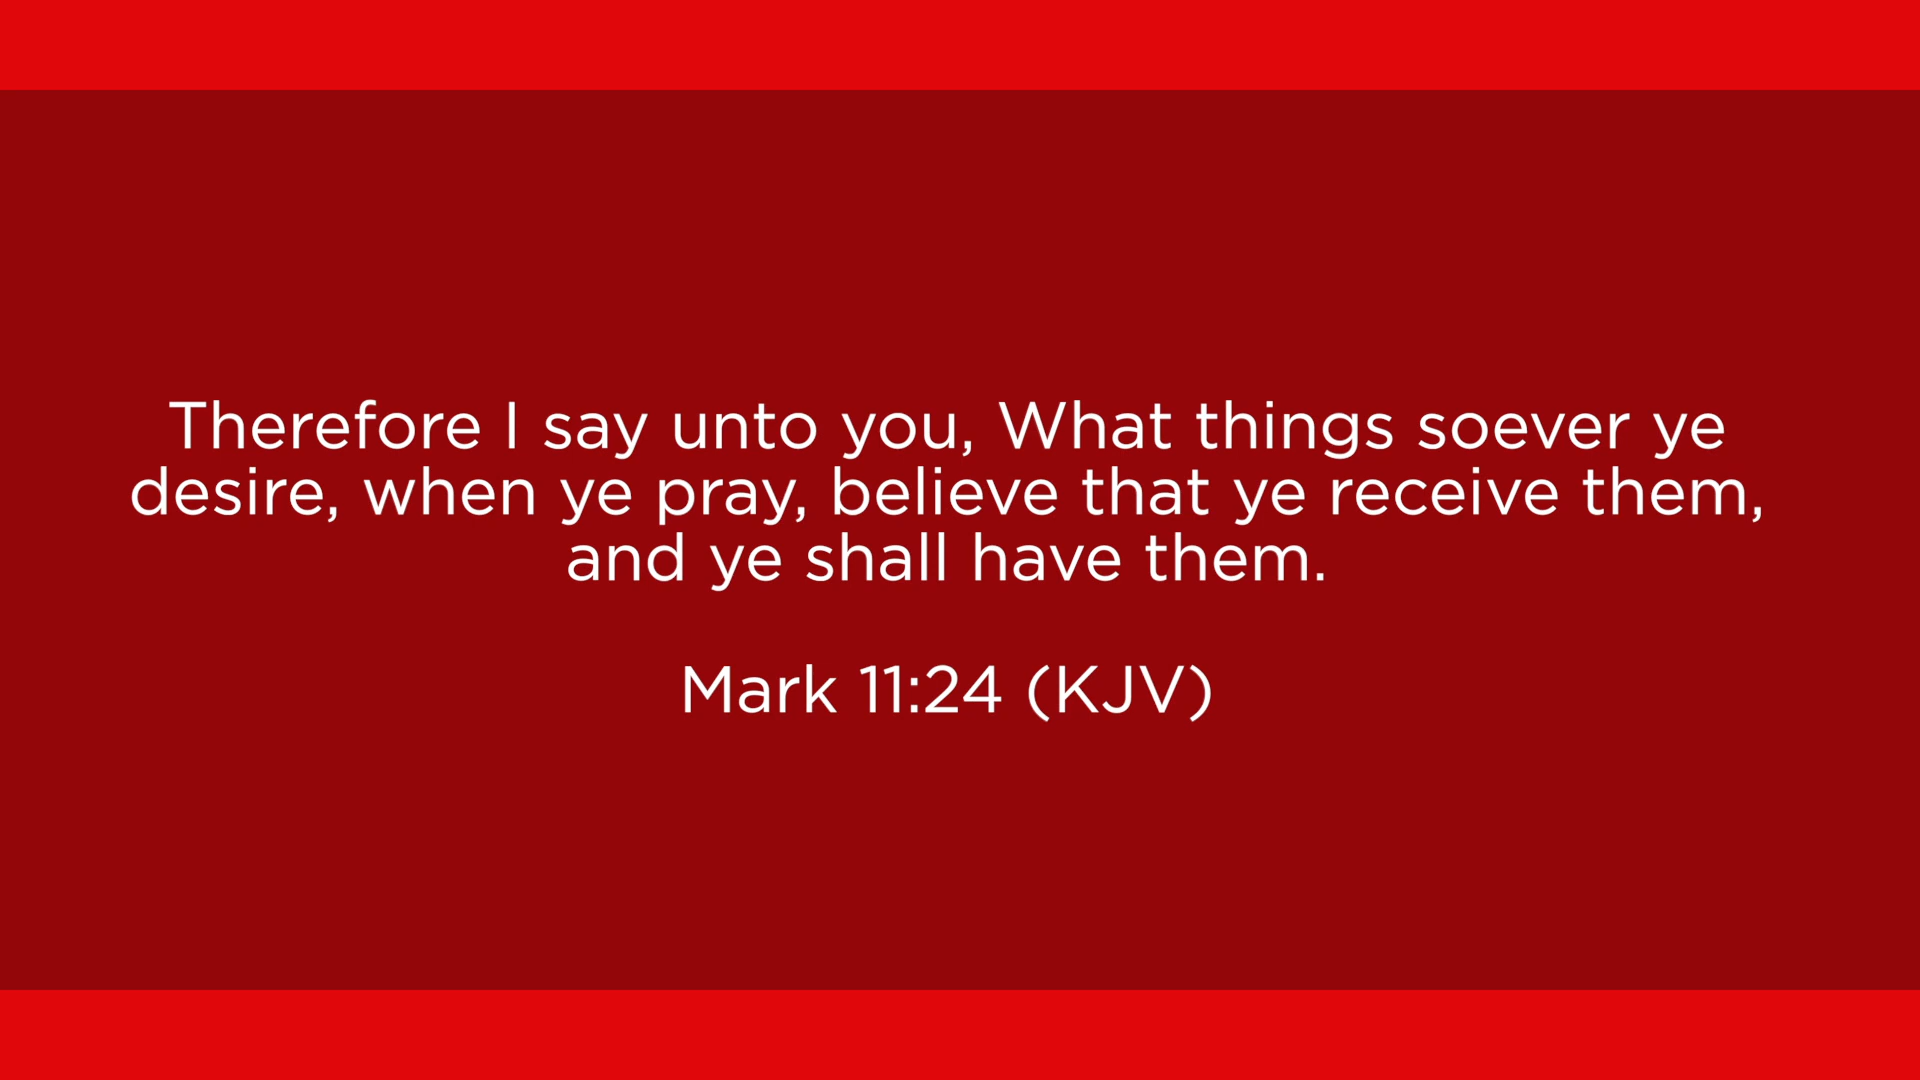 Therefore I say unto you, What things soever ye
desire, when ye pray, believe that ye receive them,
and ye shall have them.
Mark 11:24 (KJV)